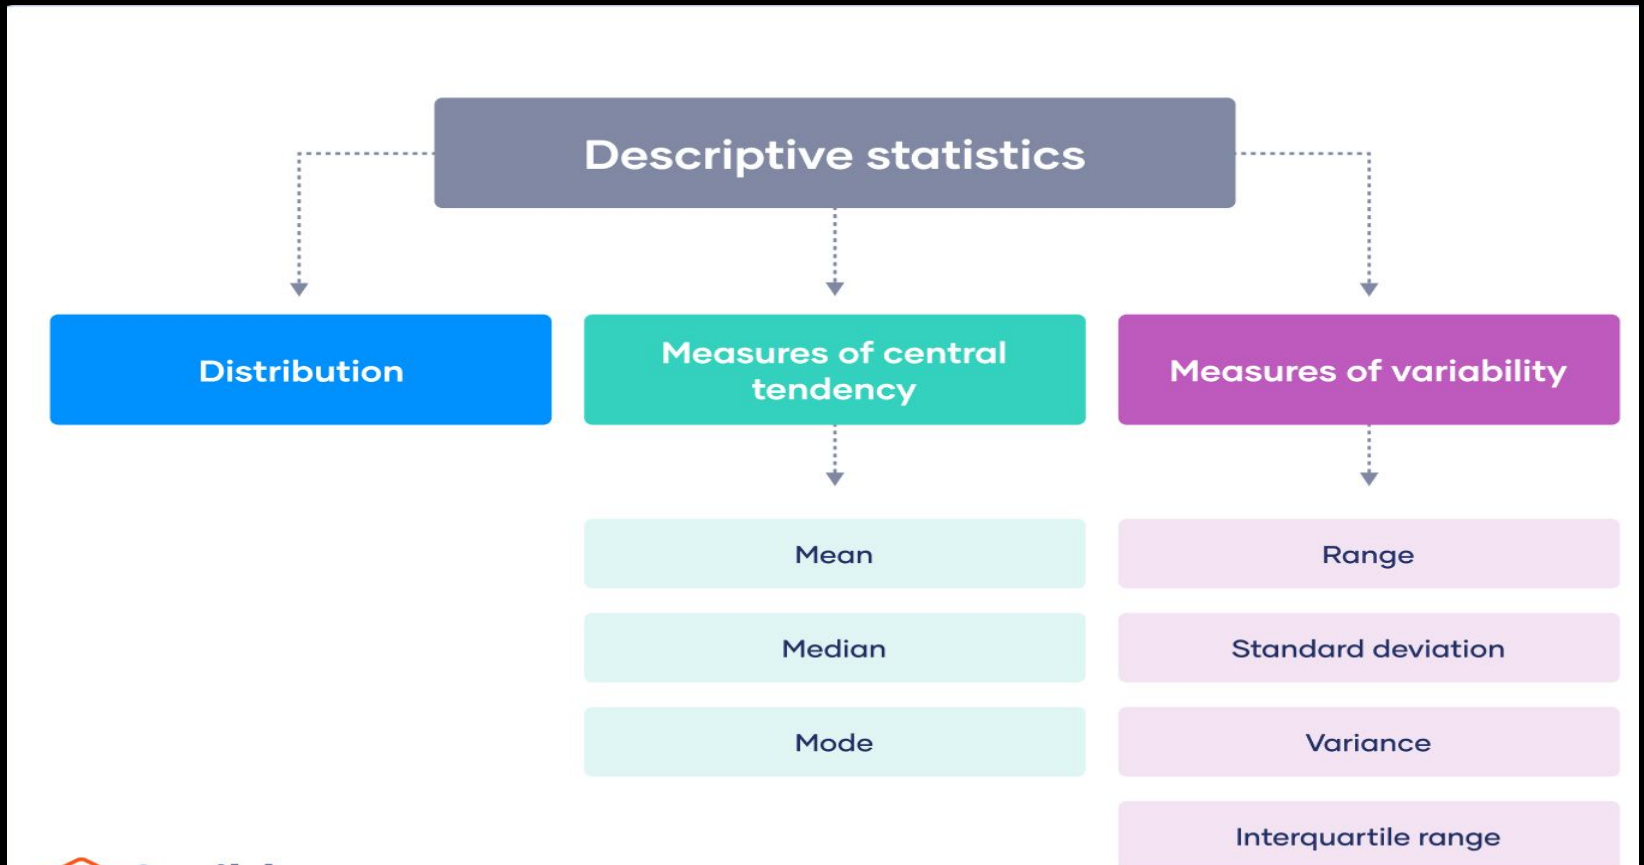 Descriptive statistics
Distribution
Measures of central
tendency
Measures of variability
Mean
Median
Mode
Range
Standard deviation
Variance
Interquartile range